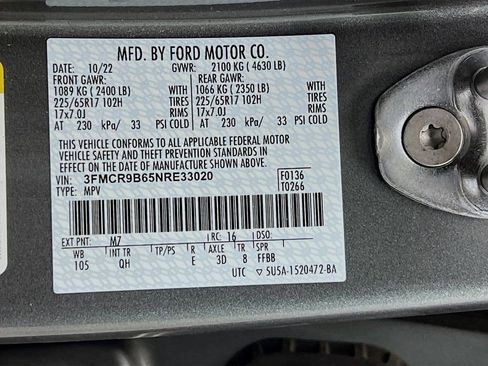 MFD. BY FORD MOTOR CO.
DATE: 10/22 GVWR: 2100 KG ( 4630 LB)
FRONT GAWR: REAR GAWR:
1089 KG ( 2400 LB) WITH 1066 KG ( 2350 LB) WITH
225/65R17 102H TIRES 225/65R17 102H TIRES
17x7.0J RIMS 17x7.0J RIMS
AT 230 kPa/ 33 PSI COLD AT 230 kPa/ 33 PSI COLD
THIS VEHICLE CONFORMS TO ALL APPLICABLE FEDERAL MOTOR
VEHICLE SAFETY AND THEFT PREVENTION STANDARDS IN
EFFECT ON THE DATE OF MANUFACTURE SHOWN ABOVE.
VIN: 3FMCR9B65NRE33020 F0136
TYPE: MPV T0266
EXT PNT: M7 RC: 16 DSO:
WB INT TR TP/PS R AXLE TR SPR
105 QH E 3D 8 FFBB
UTC ▽ 5U5A-1520472-BA